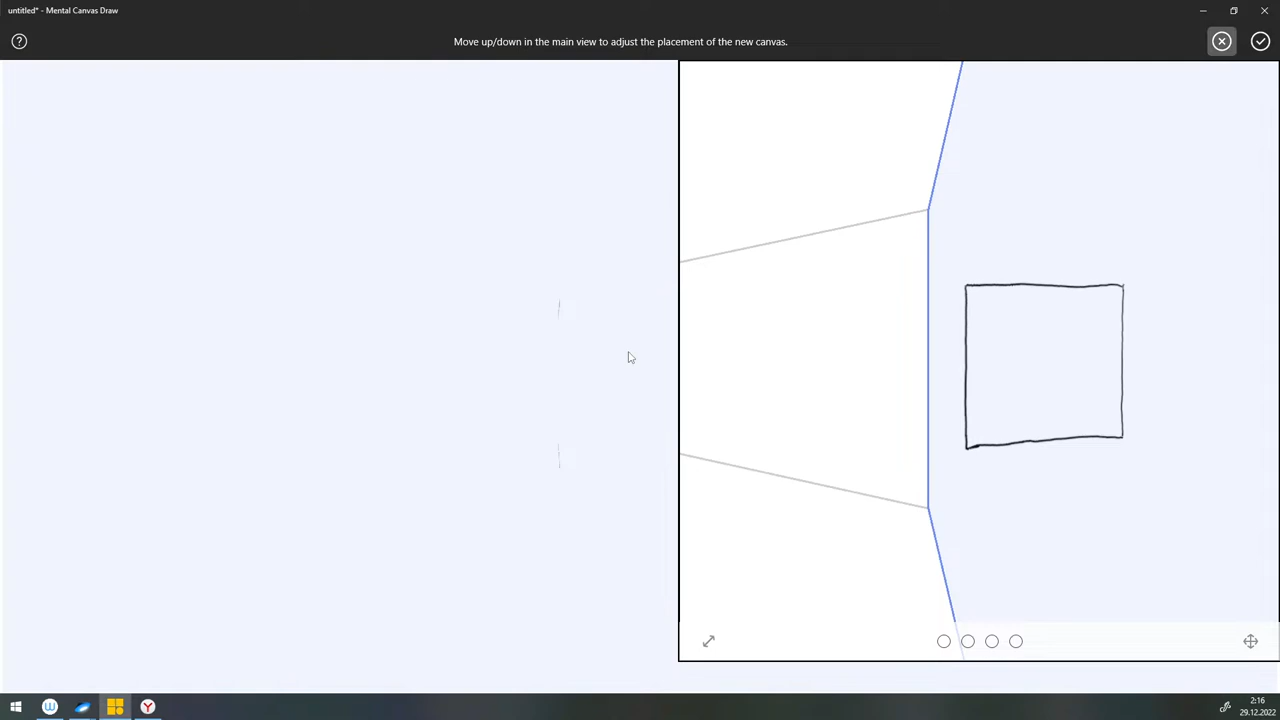 untitled* - Mental Canvas Draw
Move up/down in the main view to adjust the placement of the new canvas.
2:16
29.12.2022